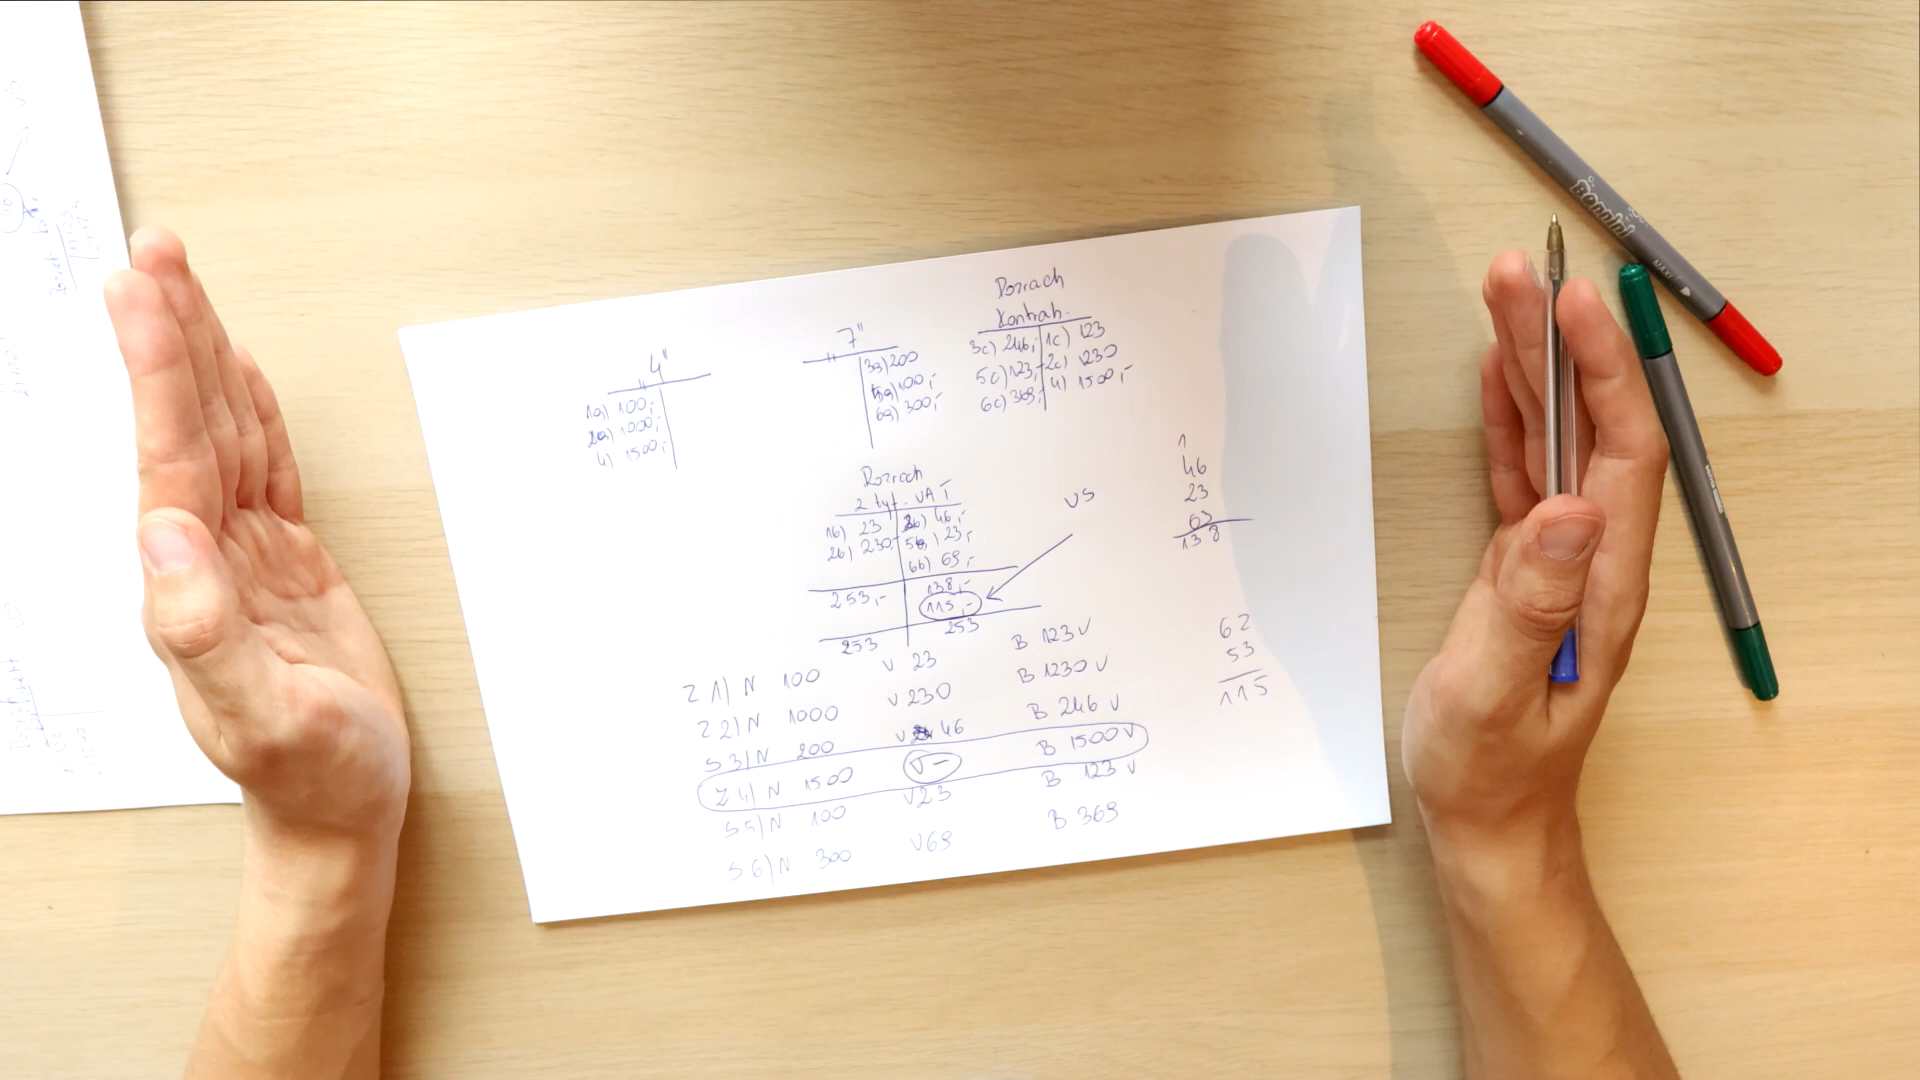 4"
1a) 100,-
2a) 1000,-
4) 1500,-
7"
3a) 200
5a) 100,-
6a) 300,-
Rozrach
Kontrah.
3c) 246,- 1c) 123
5c) 123,- 2c) 1230
6c) 369,- 4) 1500,-
Rozrach
z tyt. VAT
1b) 23 3b) 46,-
2b) 230,- 5b) 23,-
6b) 69,-
253,- 138,-
115,-
253 253
US
1
46
23
69
138
62
53
115
Z 1) N 100 V 23 B 123 V
Z 2) N 1000 V 230 B 1230 V
S 3) N 200 V 46 B 246 V
Z 4) N 1500 V - B 1500 V
S 5) N 100 V 23 B 123 V
S 6) N 300 V 69 B 369
US